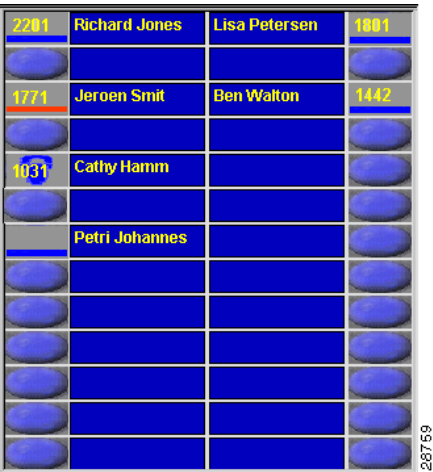 2201 Richard Jones Lisa Petersen 1801
1771 Jeroen Smit Ben Walton 1442
1031 Cathy Hamm
Petri Johannes
28759